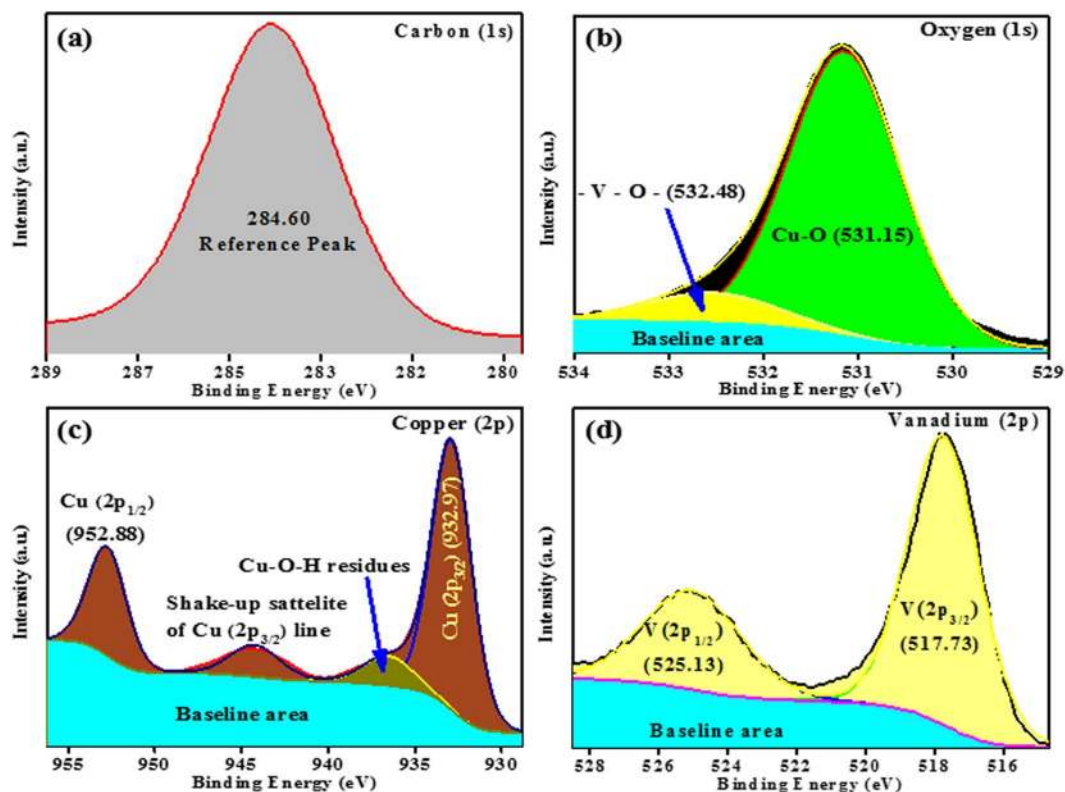 (a)
Carbon (1s)
284.60
Reference Peak
Intensity (a.u.)
289 287 285 283 282 280
Binding Energy (eV)
(b)
Oxygen (1s)
- V - O - (532.48)
Cu-O (531.15)
Baseline area
Intensity (a.u.)
534 533 532 531 530 529
Binding Energy (eV)
(c)
Copper (2p)
Cu (2p1/2)
(952.88)
Cu-O-H residues
Shake-up sattelite
of Cu (2p3/2) line
Cu (2p3/2) (932.97)
Baseline area
Intensity (a.u.)
955 950 945 940 935 930
Binding Energy (eV)
(d)
Vanadium (2p)
V (2p1/2)
(525.13)
V (2p3/2)
(517.73)
Baseline area
Intensity (a.u.)
528 526 524 522 520 518 516
Binding Energy (eV)